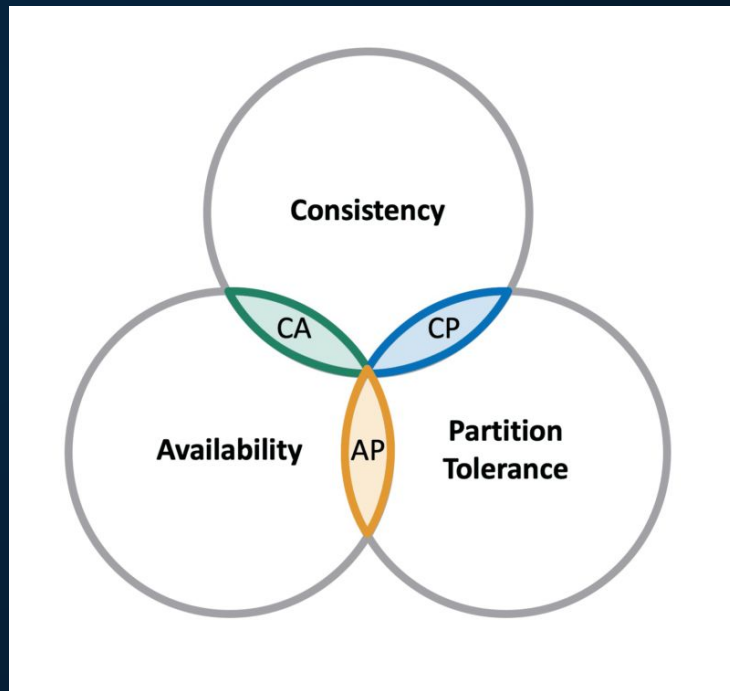 Consistency
CA
CP
Availability
AP
Partition
Tolerance